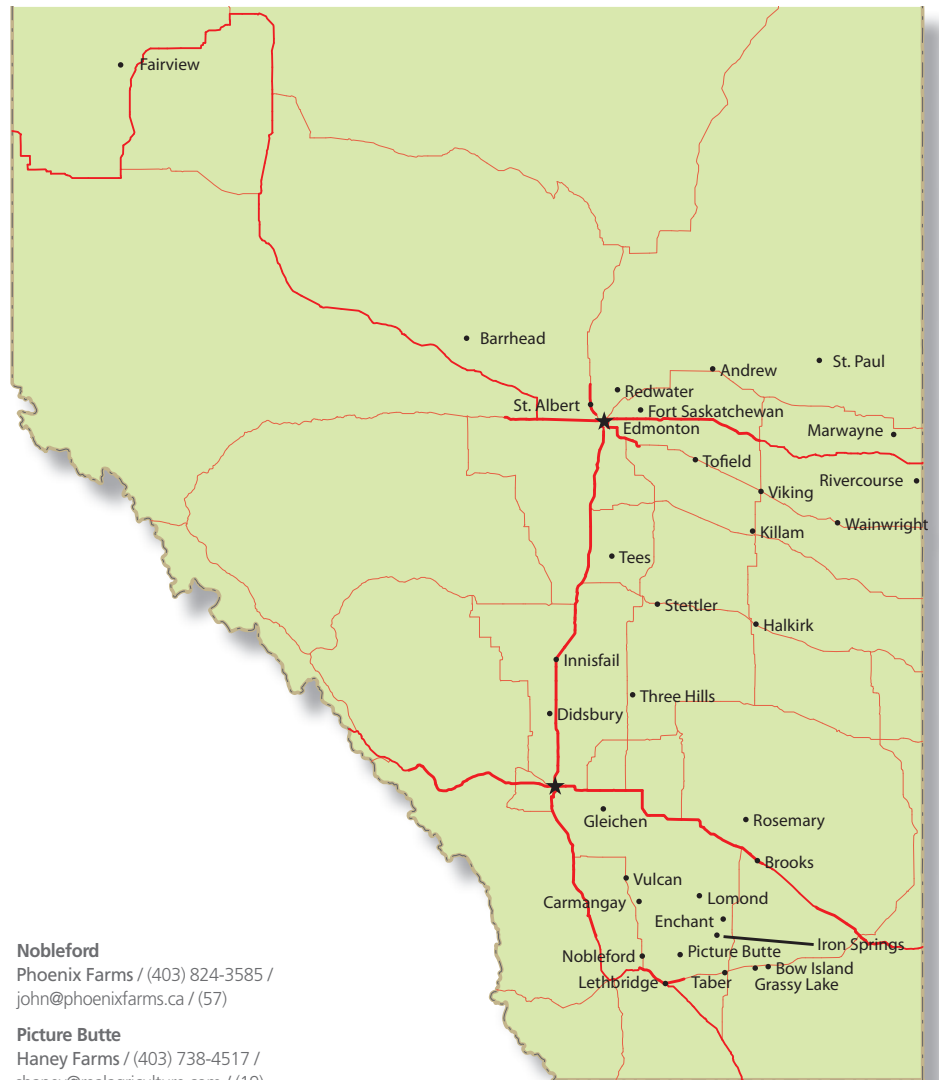 Fairview
Barrhead
St. Paul
Andrew
Redwater
St. Albert
Fort Saskatchewan
Edmonton
Marwayne
Tofield
Rivercourse
Viking
Wainwright
Killam
Tees
Stettler
Halkirk
Innisfail
Three Hills
Didsbury
Gleichen
Rosemary
Brooks
Vulcan
Lomond
Carmangay
Enchant
Iron Springs
Picture Butte
Nobleford
Bow Island
Lethbridge
Taber
Grassy Lake
Nobleford
Phoenix Farms / (403) 824-3585 /
john@phoenixfarms.ca / (57)
Picture Butte
Haney Farms / (403) 738-4517 /